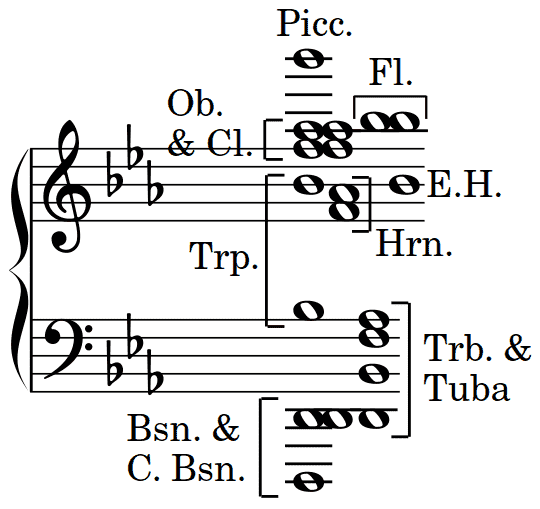 Picc.
Fl.
Ob.
& Cl.
E.H.
Hrn.
Trp.
Trb. &
Tuba
Bsn. &
C. Bsn.